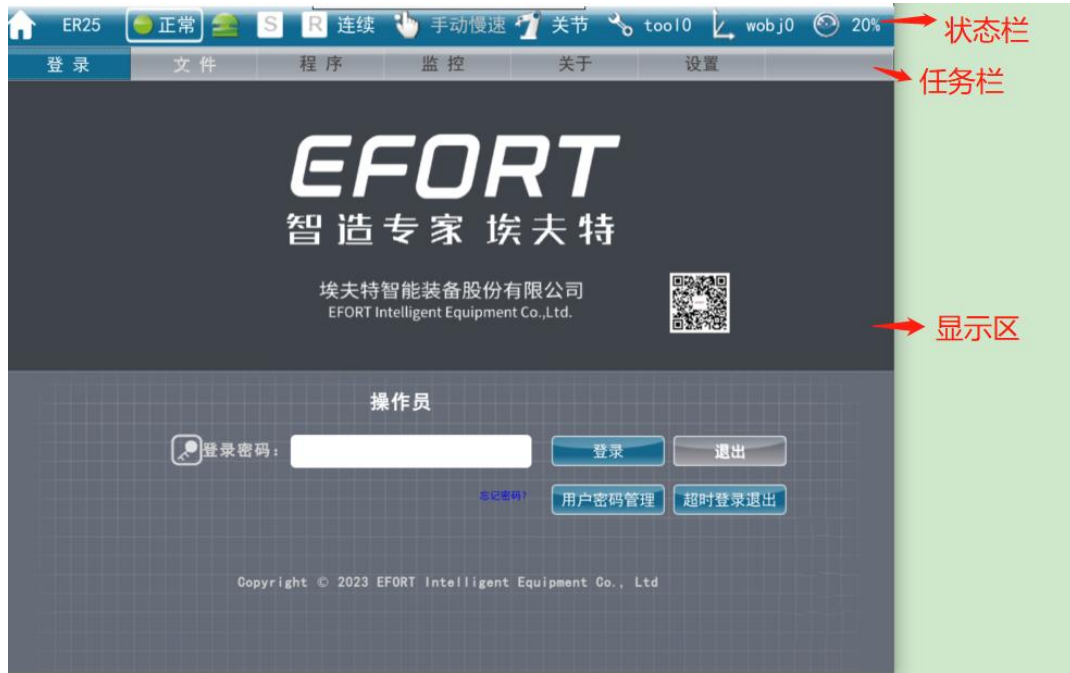 ER25 正常 S R 连续 手动慢速 关节 tool0 wobj0 20% 状态栏
登录 文件 程序 监控 关于 设置 任务栏
EFORT
智造专家 埃夫特
埃夫特智能装备股份有限公司
EFORT Intelligent Equipment Co.,Ltd.
显示区
操作员
登录密码: 登录 退出
忘记密码? 用户密码管理 超时登录退出
Copyright © 2023 EFORT Intelligent Equipment Co., Ltd